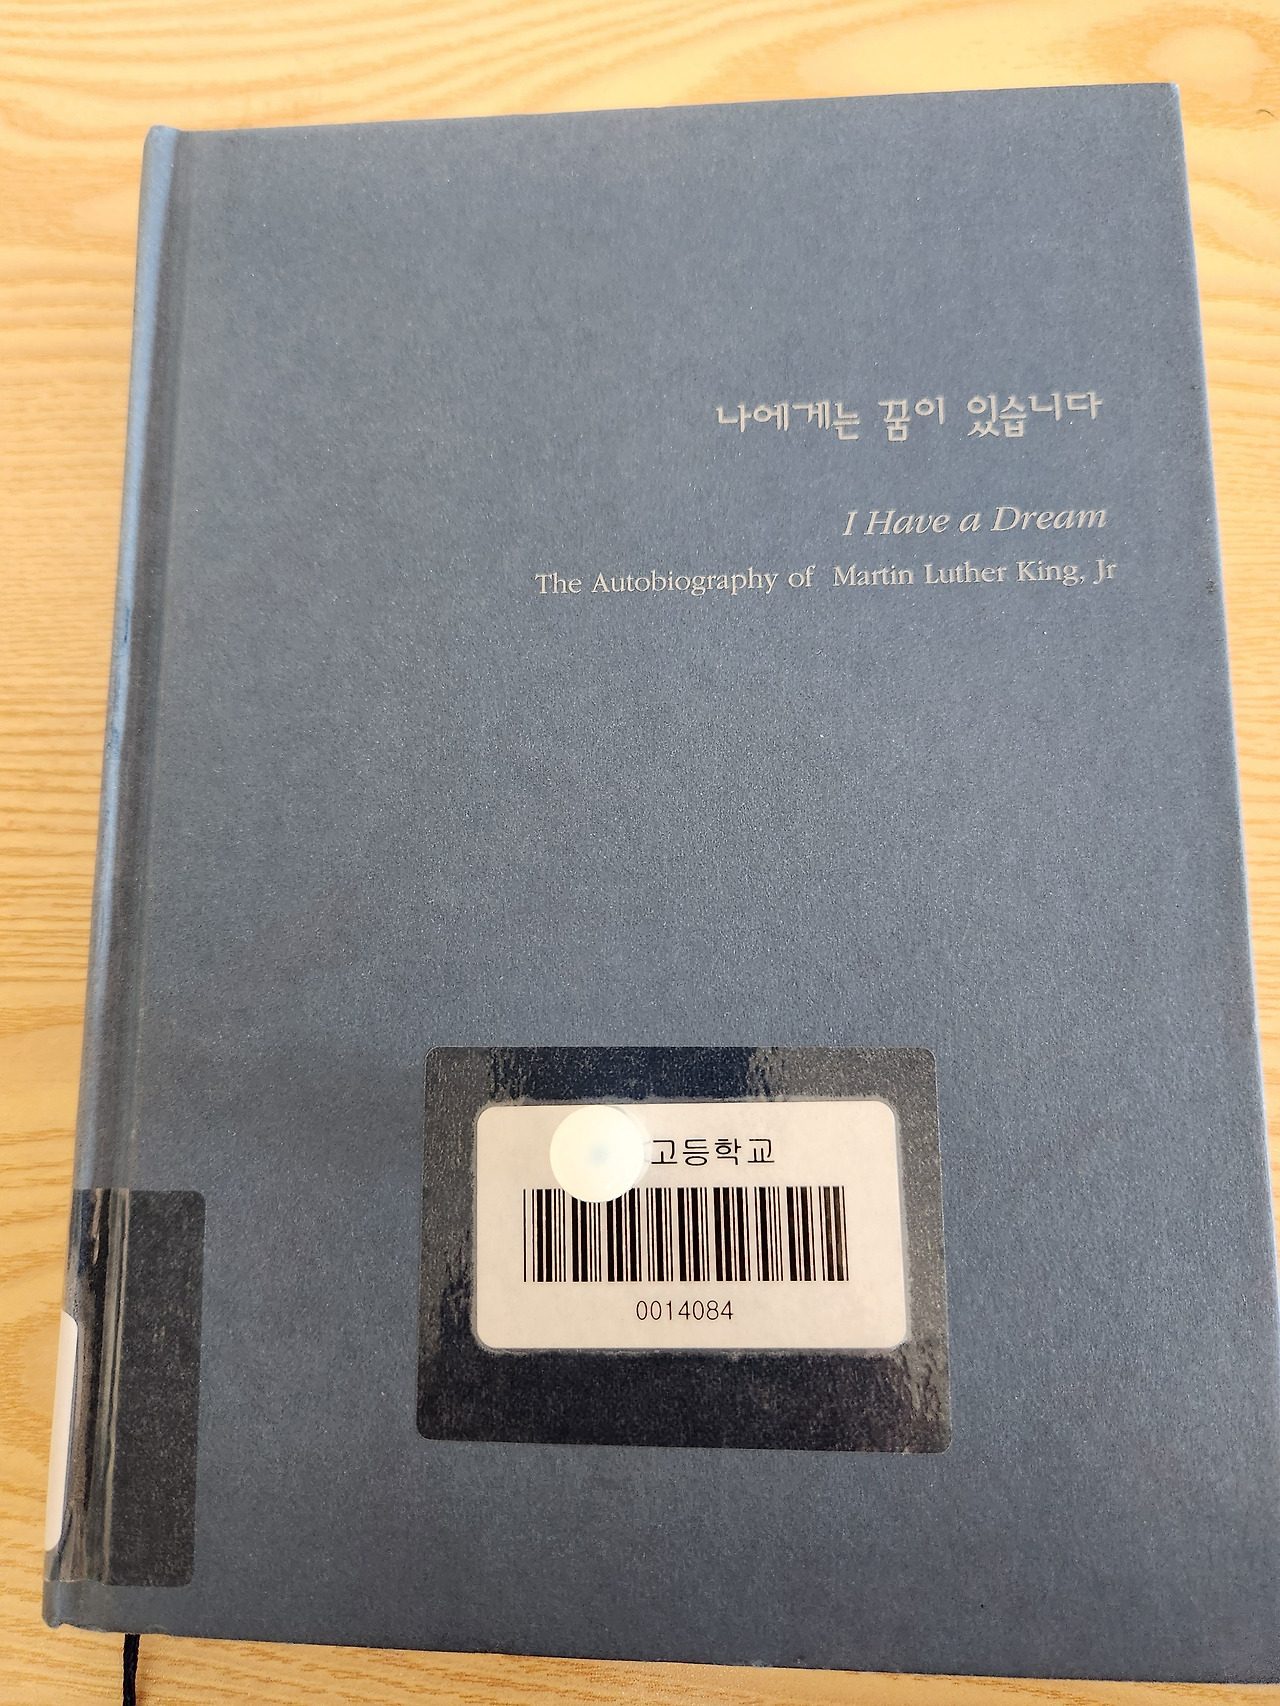 나에게는 꿈이 있습니다
I Have a Dream
The Autobiography of Martin Luther King, Jr
고등학교
0014084